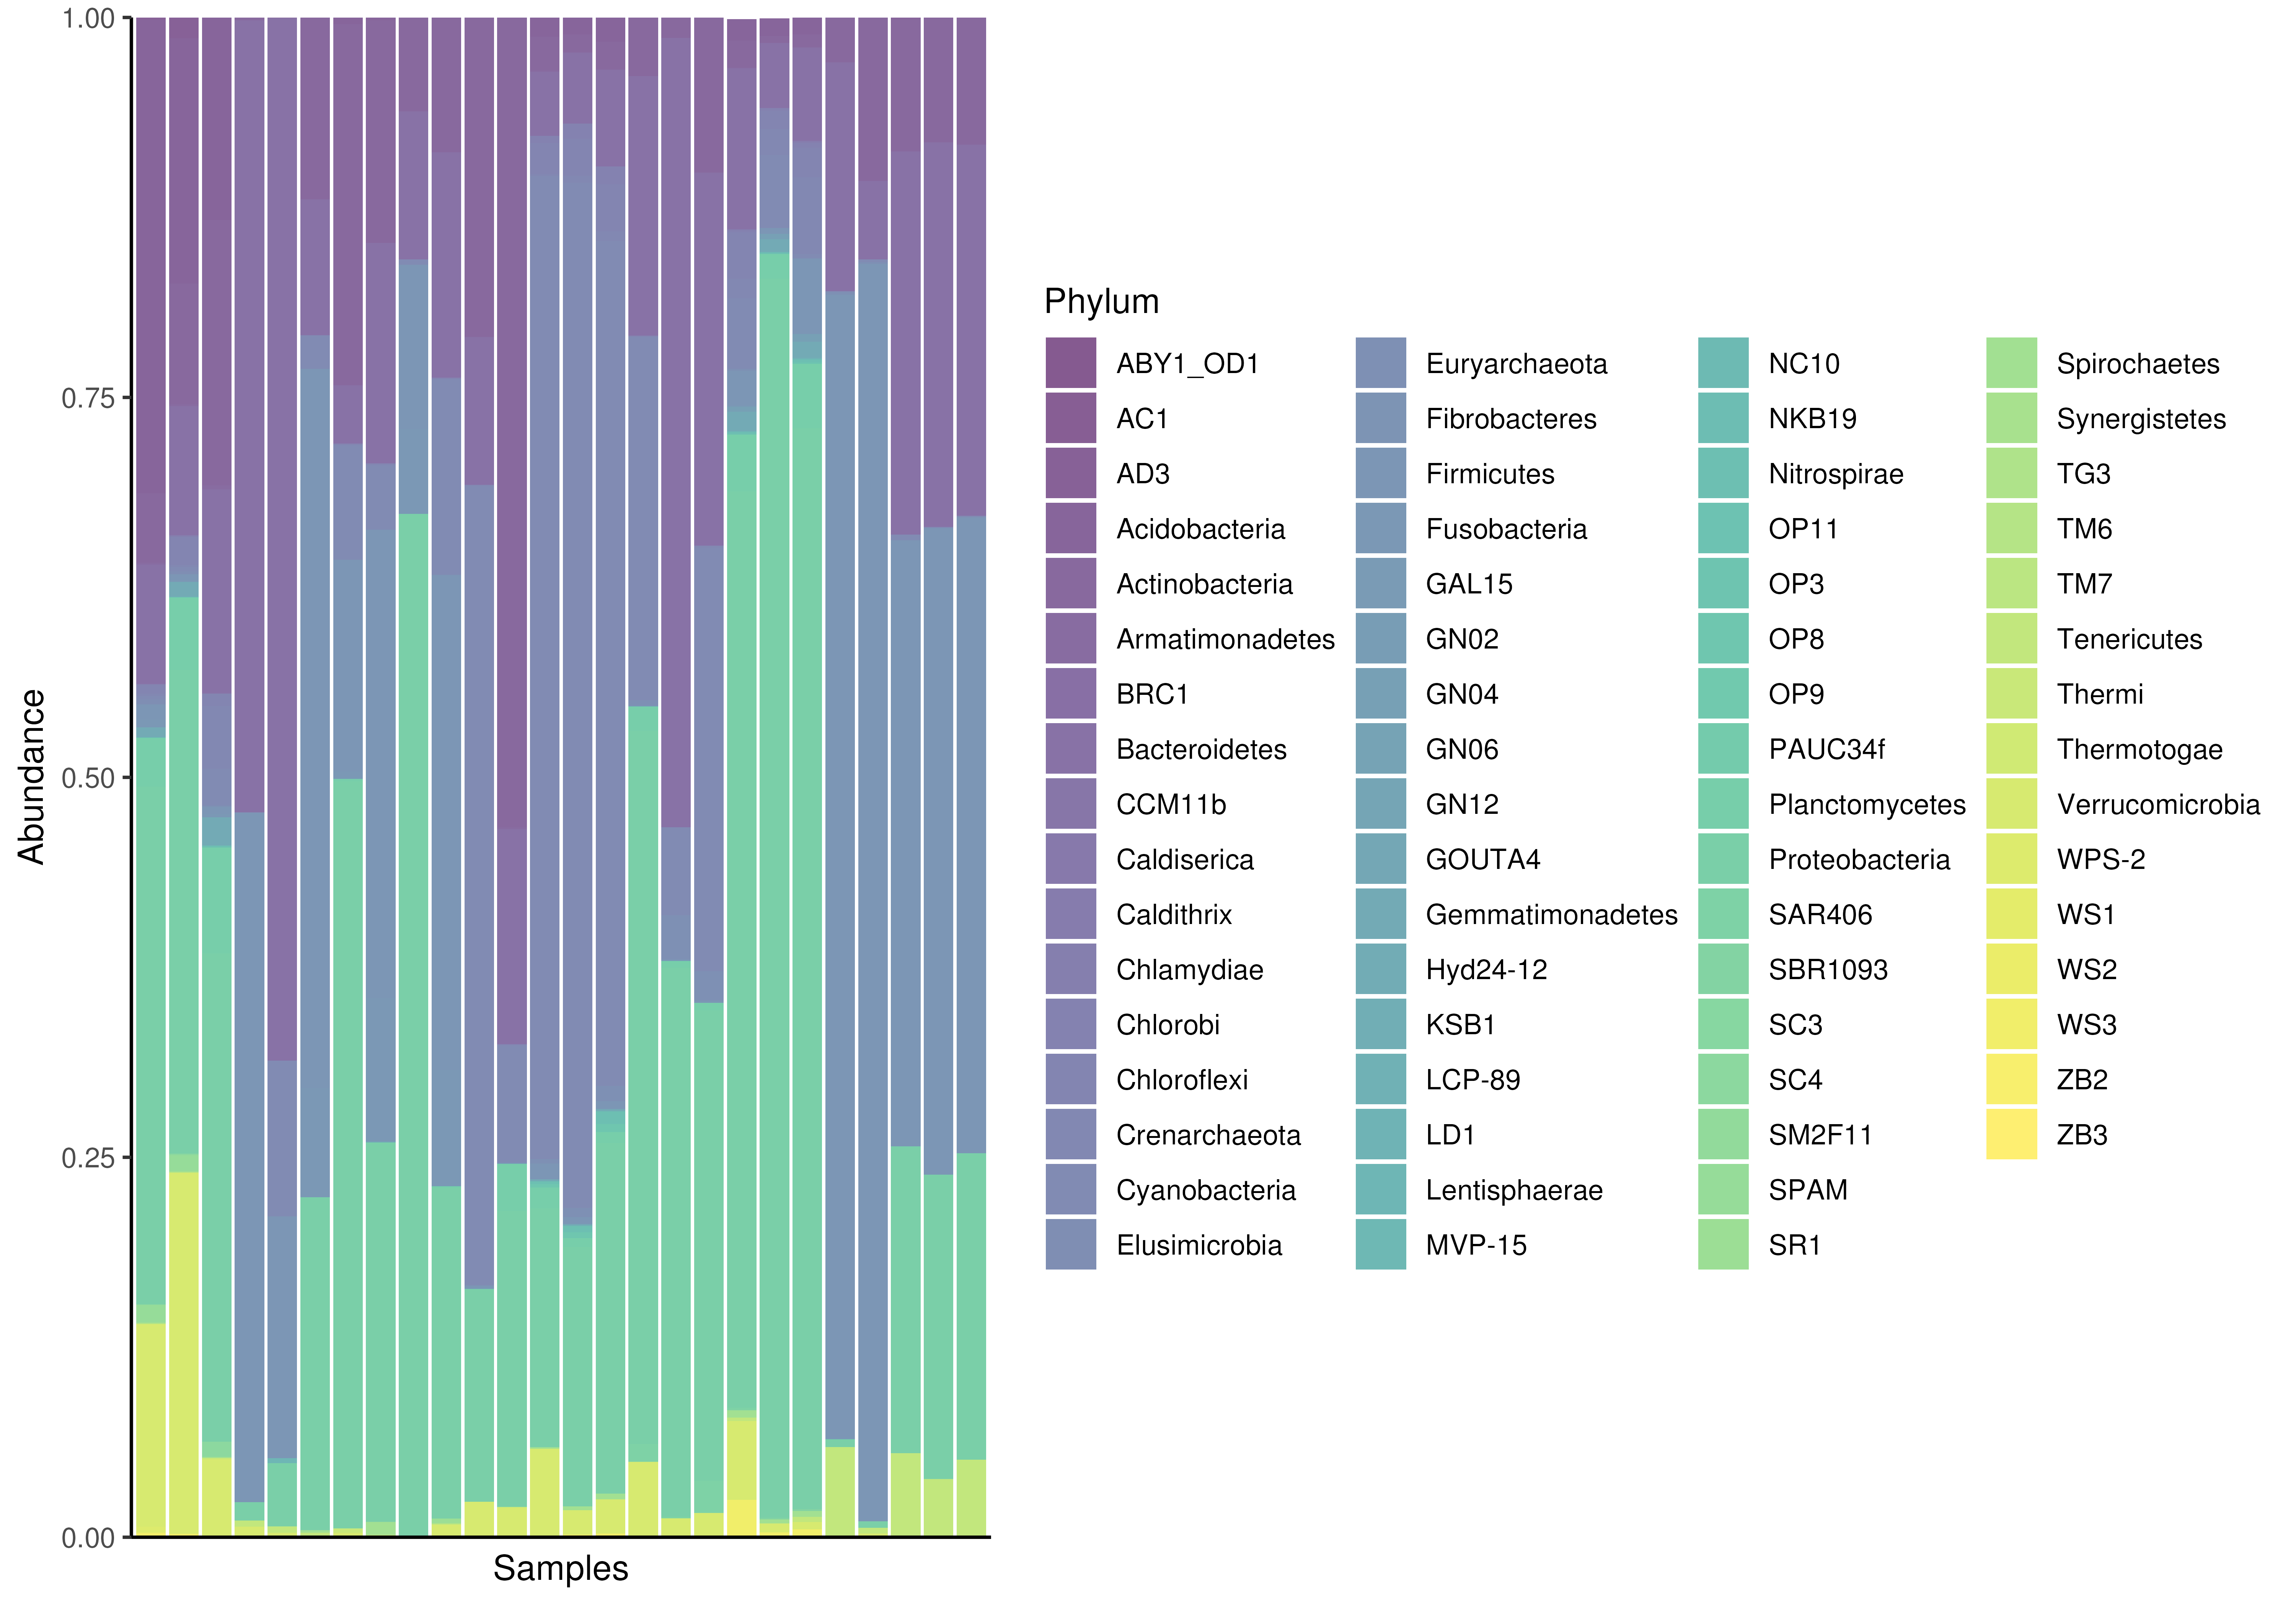 1.00
0.75
0.50
0.25
0.00
Abundance
Samples
Phylum
ABY1_OD1
AC1
AD3
Acidobacteria
Actinobacteria
Armatimonadetes
BRC1
Bacteroidetes
CCM11b
Caldiserica
Caldithrix
Chlamydiae
Chlorobi
Chloroflexi
Crenarchaeota
Cyanobacteria
Elusimicrobia
Euryarchaeota
Fibrobacteres
Firmicutes
Fusobacteria
GAL15
GN02
GN04
GN06
GN12
GOUTA4
Gemmatimonadetes
Hyd24-12
KSB1
LCP-89
LD1
Lentisphaerae
MVP-15
NC10
NKB19
Nitrospirae
OP11
OP3
OP8
OP9
PAUC34f
Planctomycetes
Proteobacteria
SAR406
SBR1093
SC3
SC4
SM2F11
SPAM
SR1
Spirochaetes
Synergistetes
TG3
TM6
TM7
Tenericutes
Thermi
Thermotogae
Verrucomicrobia
WPS-2
WS1
WS2
WS3
ZB2
ZB3